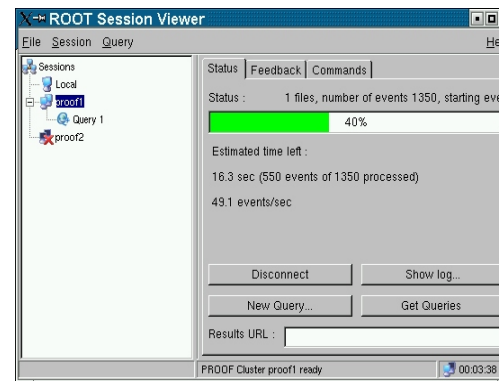 ROOT Session Viewer
File Session Query
Sessions
Local
proof1
Query 1
proof2
Status Feedback Commands
Status : 1 files, number of events 1350, starting
40%
Estimated time left :
16.3 sec (550 events of 1350 processed)
49.1 events/sec
Disconnect Show log...
New Query... Get Queries
Results URL :
PROOF Cluster proof1 ready 00:03:38